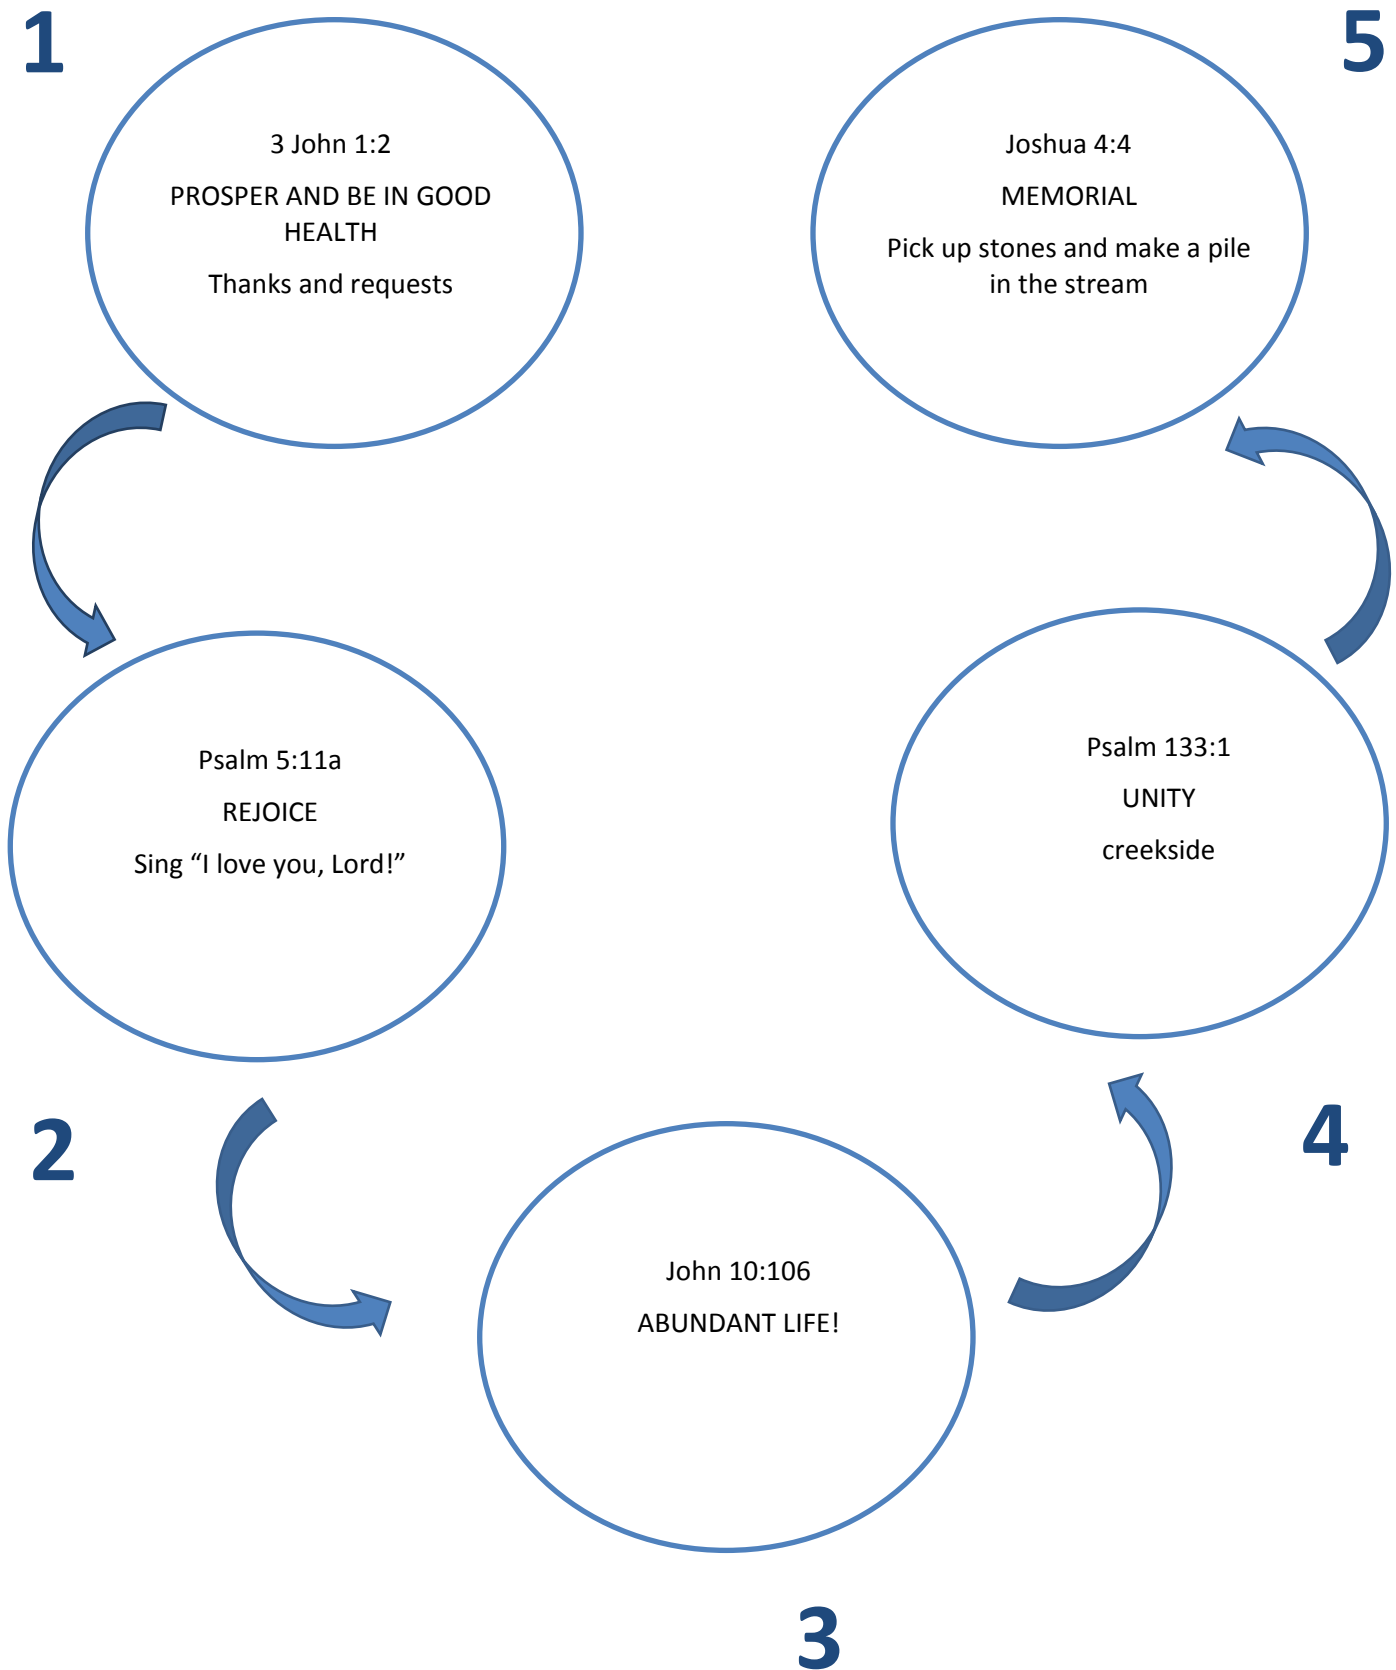 1
3 John 1:2
PROSPER AND BE IN GOOD
HEALTH
Thanks and requests
2
Psalm 5:11a
REJOICE
Sing “I love you, Lord!”
3
John 10:106
ABUNDANT LIFE!
4
Psalm 133:1
UNITY
creekside
5
Joshua 4:4
MEMORIAL
Pick up stones and make a pile
in the stream